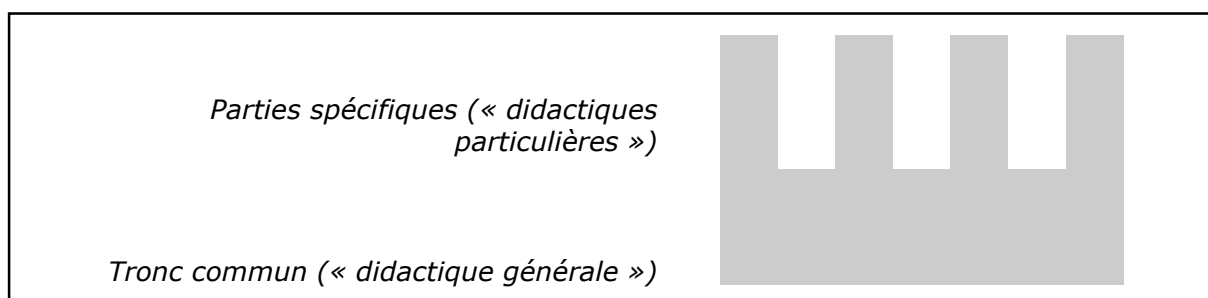 Parties spécifiques (« didactiques
particulières »)
Tronc commun (« didactique générale »)